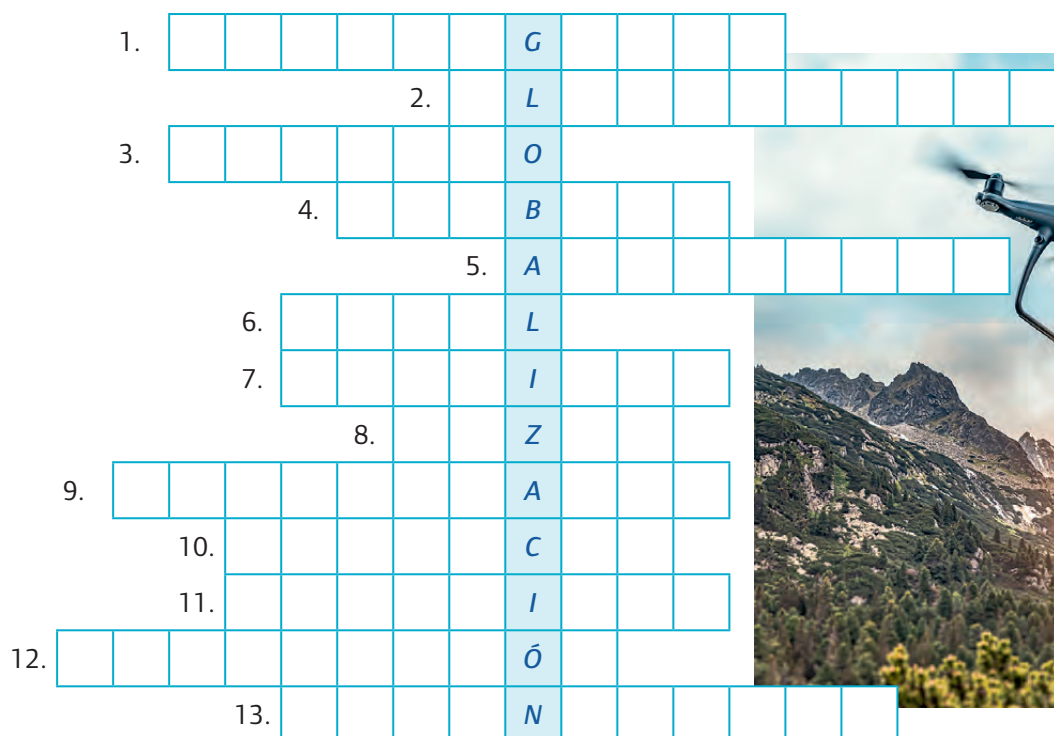 1. G
2. L
3. O
4. B
5. A
6. L
7. I
8. Z
9. A
10. C
11. I
12. Ó
13. N